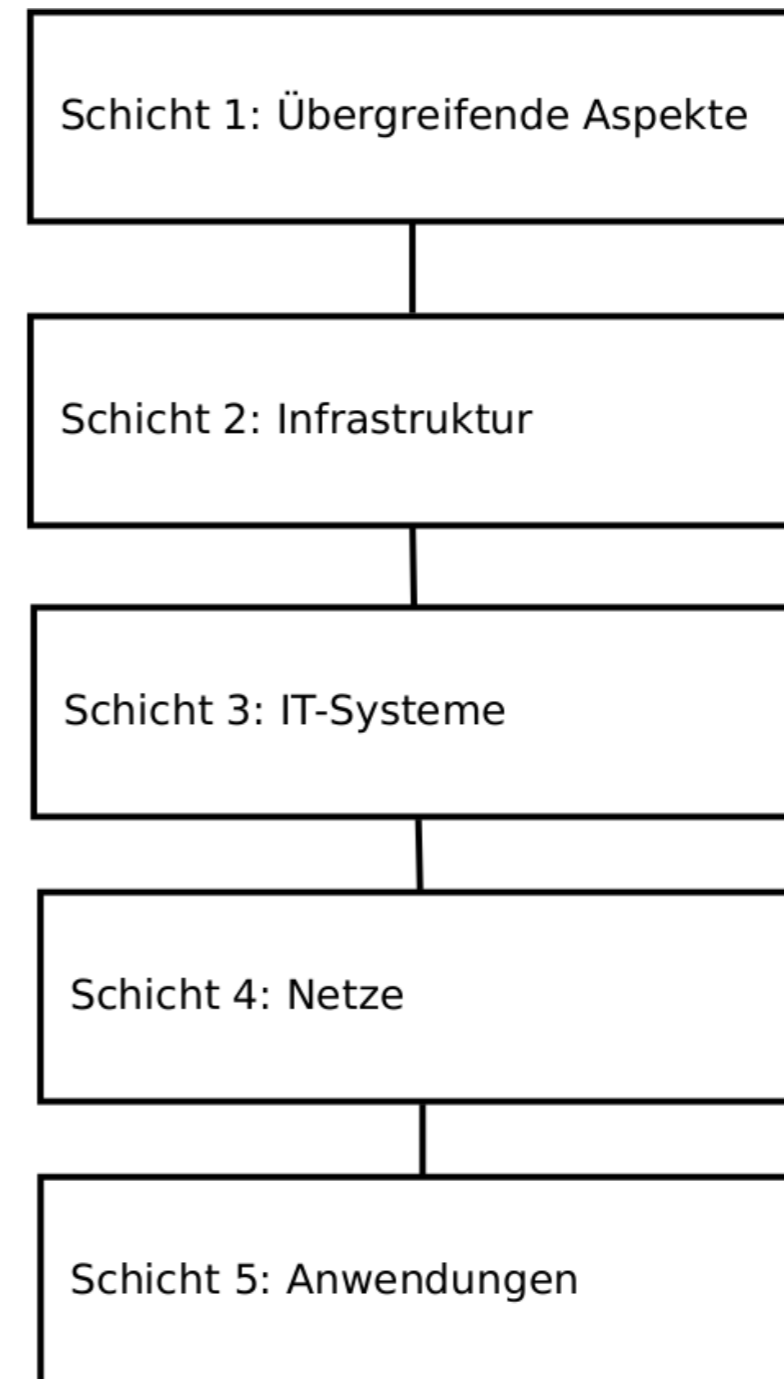 Schicht 1: Übergreifende Aspekte
Schicht 2: Infrastruktur
Schicht 3: IT-Systeme
Schicht 4: Netze
Schicht 5: Anwendungen